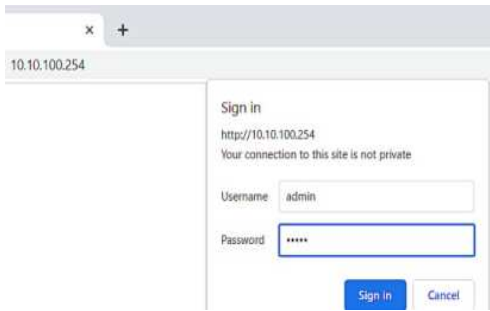 10.10.100.254
Sign in
http://10.10.100.254
Your connection to this site is not private
Username admin
Password •••••
Sign in Cancel